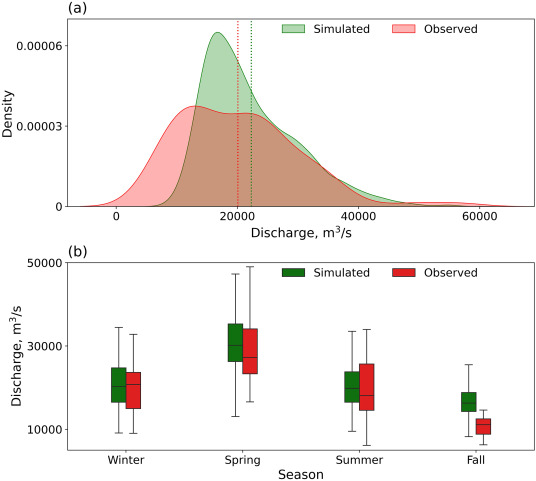 (a)
Simulated Observed
0.00006
0.00003
0
Density
0 20000 40000 60000
Discharge, m³/s
(b)
50000
30000
10000
Simulated Observed
Discharge, m³/s
Winter Spring Summer Fall
Season